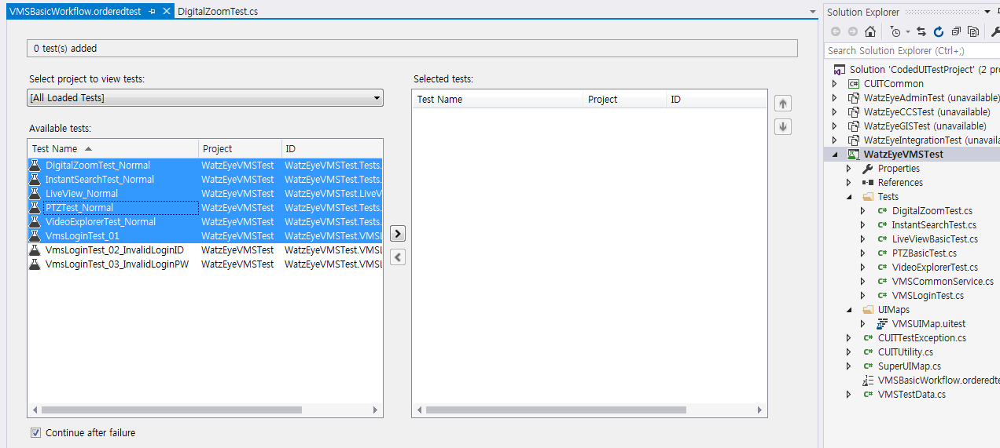 VMSBasicWorkflow.orderedtest
DigitalZoomTest.cs
0 test(s) added
Select project to view tests:
[All Loaded Tests]
Available tests:
Test Name Project ID
DigitalZoomTest_Normal WatzEyeVMSTest WatzEyeVMSTest.Tests.
InstantSearchTest_Normal WatzEyeVMSTest WatzEyeVMSTest.Tests.
LiveView_Normal WatzEyeVMSTest WatzEyeVMSTest.LiveV
PTZTest_Normal WatzEyeVMSTest WatzEyeVMSTest.Tests.
VideoExplorerTest_Normal WatzEyeVMSTest WatzEyeVMSTest.Tests.
VmsLoginTest_01 WatzEyeVMSTest WatzEyeVMSTest.VMSL
VmsLoginTest_02_InvalidLoginID WatzEyeVMSTest WatzEyeVMSTest.VMSL
VmsLoginTest_03_InvalidLoginPW WatzEyeVMSTest WatzEyeVMSTest.VMSL
Continue after failure
Selected tests:
Test Name Project ID
Solution Explorer
Search Solution Explorer (Ctrl+;)
Solution 'CodedUITestProject' (2 pro
C# CUITCommon
WatzEyeAdminTest (unavailable)
WatzEyeCCSTest (unavailable)
WatzEyeGISTest (unavailable)
WatzEyeIntegrationTest (unavaila
WatzEyeVMSTest
Properties
References
Tests
C# DigitalZoomTest.cs
C# InstantSearchTest.cs
C# LiveViewBasicTest.cs
C# PTZBasicTest.cs
C# VideoExplorerTest.cs
C# VMSCommonService.cs
C# VMSLoginTest.cs
UIMaps
VMSUIMap.uitest
C# CUITTestException.cs
C# CUITUtility.cs
C# SuperUIMap.cs
VMSBasicWorkflow.orderedte
C# VMSTestData.cs